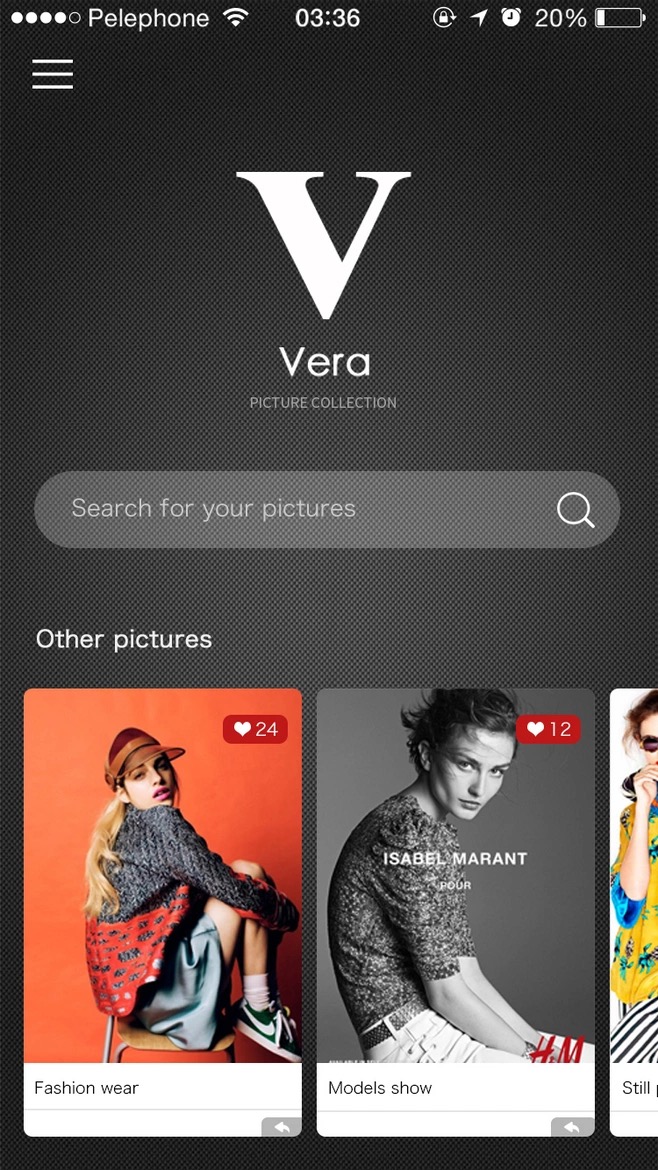 Pelephone 03:36 20%
V
Vera
PICTURE COLLECTION
Search for your pictures
Other pictures
24
12
ISABEL MARANT
POUR
H&M
Fashion wear
Models show
Still